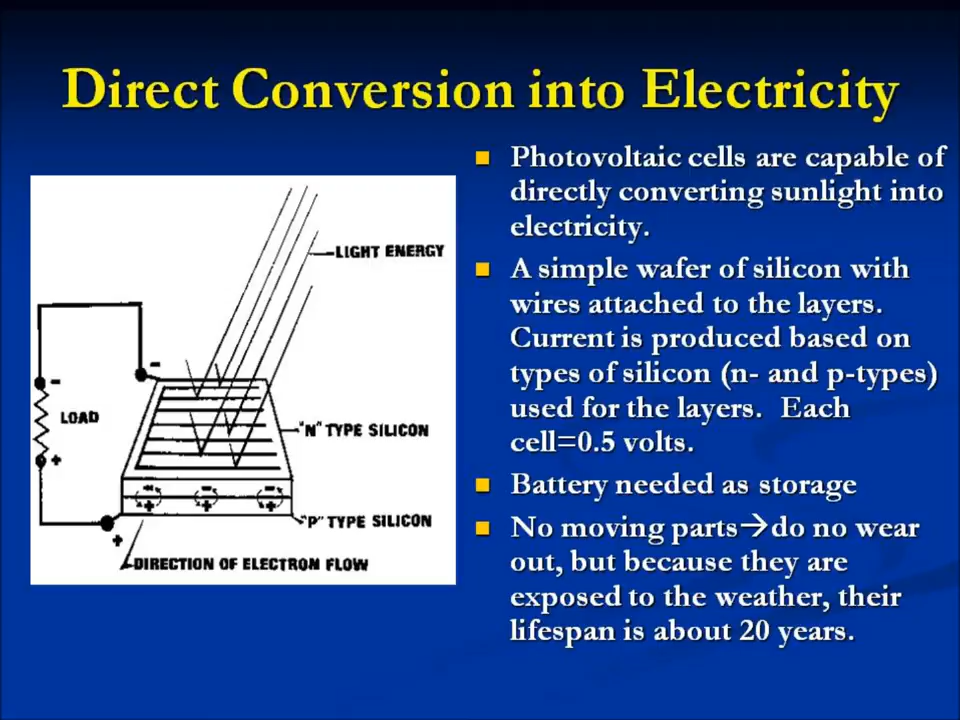 Direct Conversion into Electricity
Photovoltaic cells are capable of
directly converting sunlight into
electricity.
A simple wafer of silicon with
wires attached to the layers.
Current is produced based on
types of silicon (n- and p-types)
used for the layers.  Each
cell=0.5 volts.
Battery needed as storage
No moving parts→do no wear
out, but because they are
exposed to the weather, their
lifespan is about 20 years.
LIGHT ENERGY
-
-
LOAD
+
"N" TYPE SILICON
- - -
+ + +
"P" TYPE SILICON
+
DIRECTION OF ELECTRON FLOW